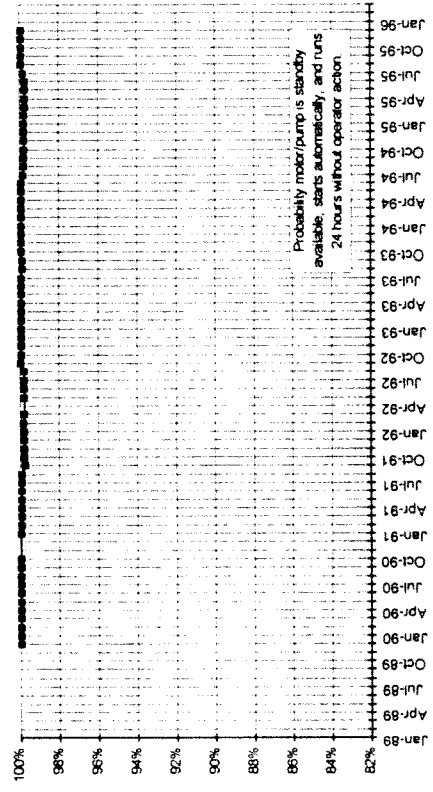 100%
98%
96%
94%
92%
90%
88%
86%
84%
82%
Probability motor/pump is standby
available, starts automatically, and runs
24 hours without operator action.
Jan-89
Apr-89
Jul-89
Oct-89
Jan-90
Apr-90
Jul-90
Oct-90
Jan-91
Apr-91
Jul-91
Oct-91
Jan-92
Apr-92
Jul-92
Oct-92
Jan-93
Apr-93
Jul-93
Oct-93
Jan-94
Apr-94
Jul-94
Oct-94
Jan-95
Apr-95
Jul-95
Oct-95
Jan-96